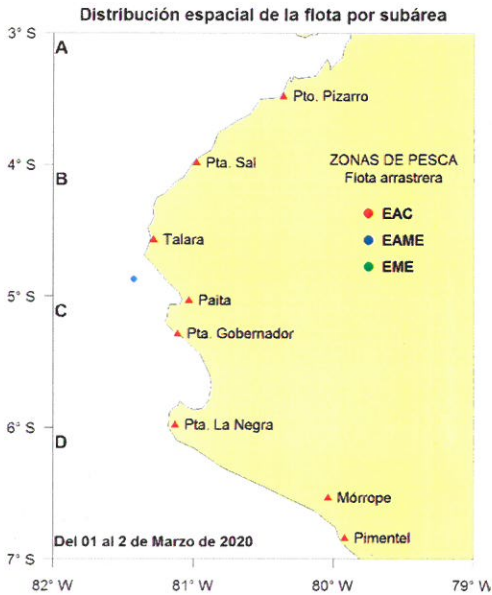 Distribución espacial de la flota por subárea
3° S
A
Pto. Pizarro
4° S
Pta. Sal
ZONAS DE PESCA
B
Flota arrastrera
EAC
Talara
EAME
EME
5° S
Paita
C
Pta. Gobernador
6° S
Pta. La Negra
D
Mórrope
Pimentel
Del 01 al 2 de Marzo de 2020
7° S
82° W
81° W
80° W
79° W